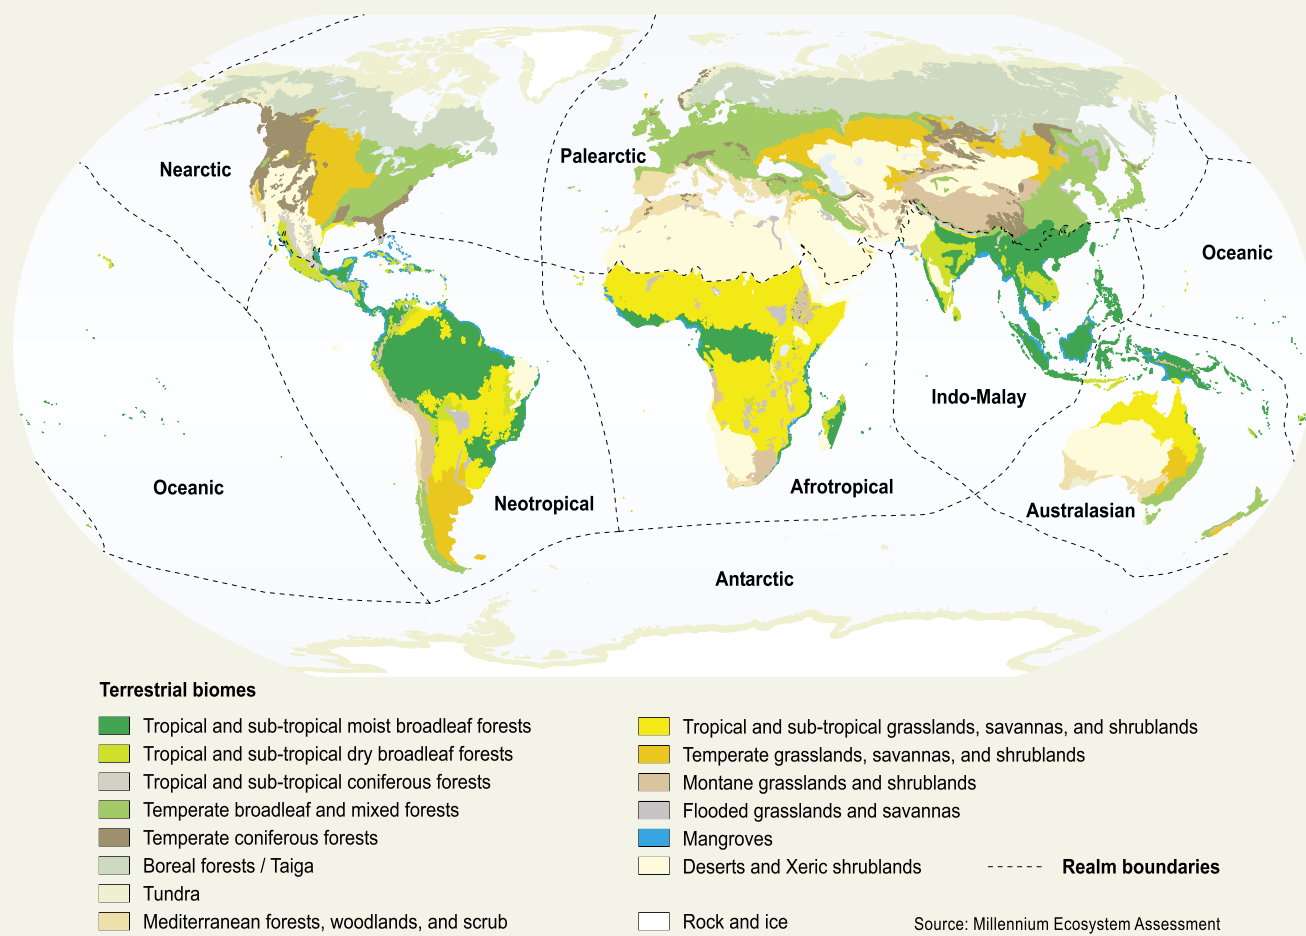 Nearctic
Palearctic
Oceanic
Indo-Malay
Oceanic
Neotropical
Afrotropical
Australasian
Antarctic
Terrestrial biomes
Tropical and sub-tropical moist broadleaf forests
Tropical and sub-tropical dry broadleaf forests
Tropical and sub-tropical coniferous forests
Temperate broadleaf and mixed forests
Temperate coniferous forests
Boreal forests / Taiga
Tundra
Mediterranean forests, woodlands, and scrub
Tropical and sub-tropical grasslands, savannas, and shrublands
Temperate grasslands, savannas, and shrublands
Montane grasslands and shrublands
Flooded grasslands and savannas
Mangroves
Deserts and Xeric shrublands
Rock and ice
Realm boundaries
Source: Millennium Ecosystem Assessment